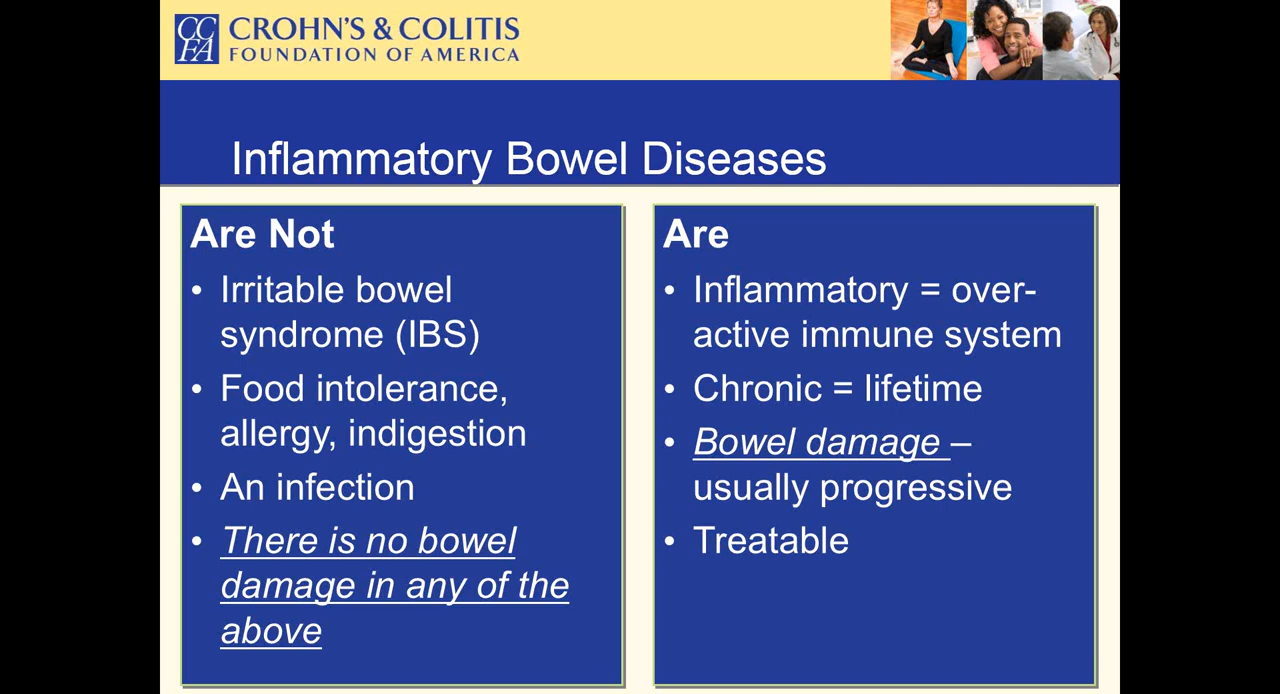 CCFA
CROHN'S & COLITIS
FOUNDATION OF AMERICA
Inflammatory Bowel Diseases
Are Not
• Irritable bowel
syndrome (IBS)
• Food intolerance,
allergy, indigestion
• An infection
• There is no bowel
damage in any of the
above
Are
• Inflammatory = over-
active immune system
• Chronic = lifetime
• Bowel damage –
usually progressive
• Treatable